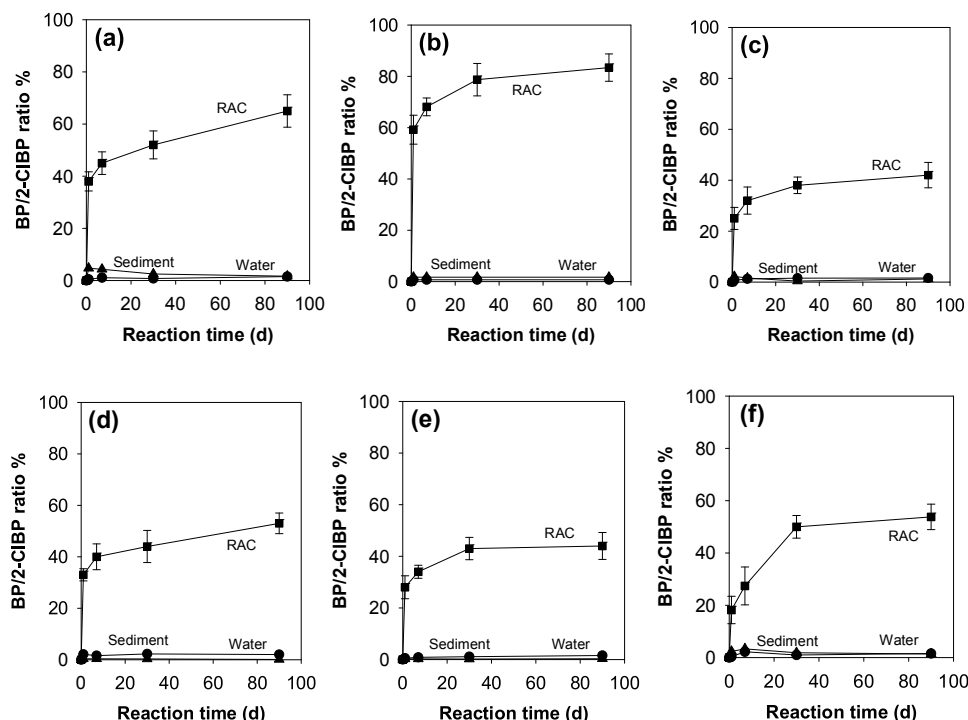 (a)
BP/2-ClBP ratio %
100
80
60
40
20
0
RAC
Sediment
Water
0 20 40 60 80 100
Reaction time (d)
(b)
BP/2-ClBP ratio %
100
80
60
40
20
0
RAC
Sediment
Water
0 20 40 60 80 100
Reaction time (d)
(c)
BP/2-ClBP ratio %
100
80
60
40
20
0
RAC
Sediment
Water
0 20 40 60 80 100
Reaction time (d)
(d)
BP/2-ClBP ratio %
100
80
60
40
20
0
RAC
Sediment
Water
0 20 40 60 80 100
Reaction time (d)
(e)
BP/2-ClBP ratio %
100
80
60
40
20
0
RAC
Sediment
Water
0 20 40 60 80 100
Reaction time (d)
(f)
BP/2-ClBP ratio %
100
80
60
40
20
0
RAC
Sediment
Water
0 20 40 60 80 100
Reaction time (d)